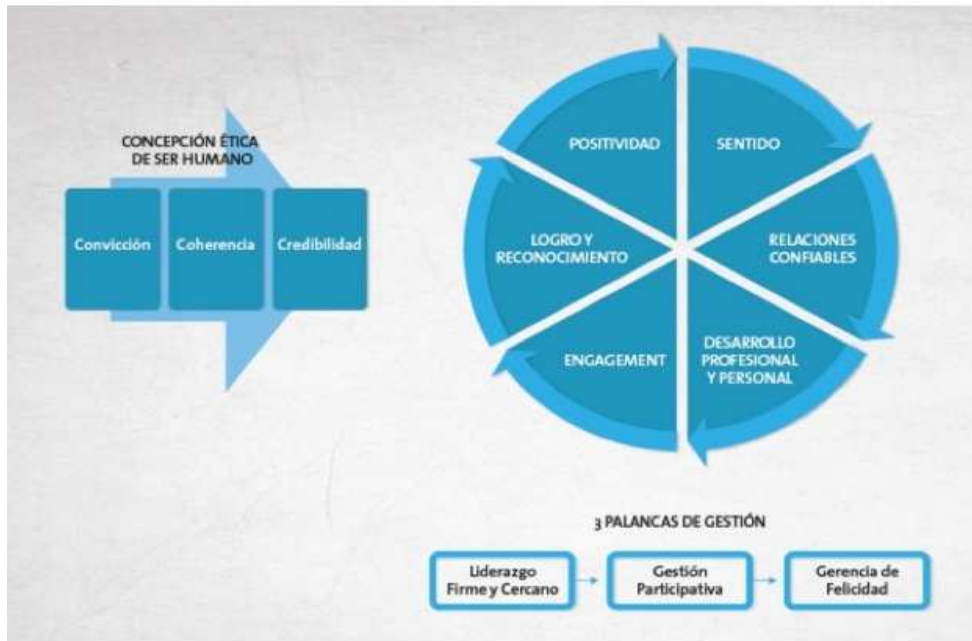 CONCEPCIÓN ÉTICA
DE SER HUMANO
Convicción
Coherencia
Credibilidad
POSITIVIDAD
SENTIDO
RELACIONES
CONFIABLES
DESARROLLO
PROFESIONAL
Y PERSONAL
ENGAGEMENT
LOGRO Y
RECONOCIMIENTO
3 PALANCAS DE GESTIÓN
Liderazgo
Firme y Cercano
Gestión
Participativa
Gerencia de
Felicidad